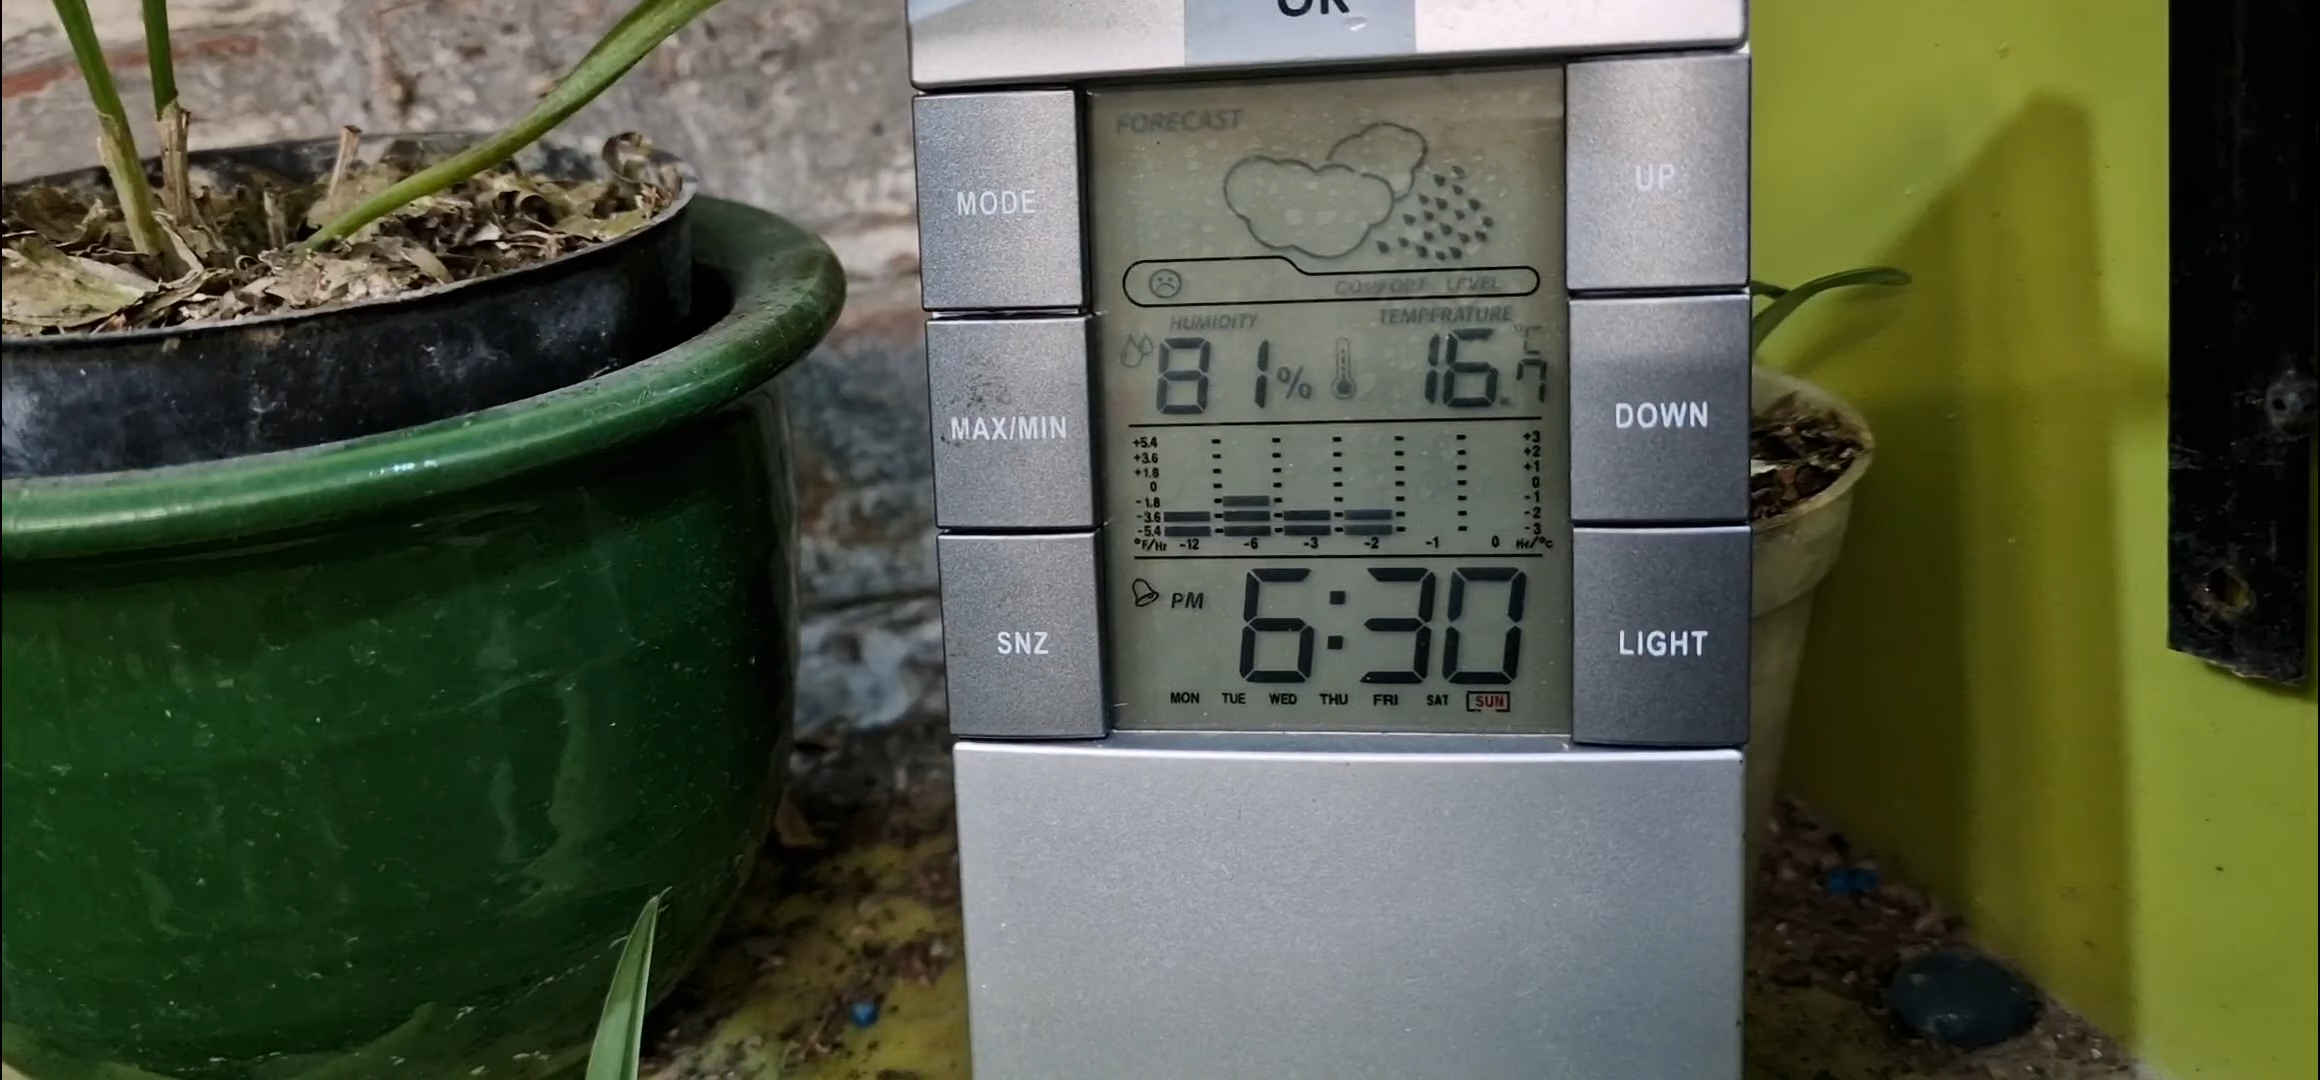 OK
FORECAST
MODE
UP
COMFORT LEVEL
HUMIDITY TEMPERATURE
81% 16.7 °C
MAX/MIN
DOWN
+5.4 +3
+3.6 +2
+1.8 +1
0 0
-1.8 -1
-3.6 -2
-5.4 -3
°F/Hr -12 -6 -3 -2 -1 0 Hr/°C
PM 6:30
SNZ
LIGHT
MON TUE WED THU FRI SAT SUN